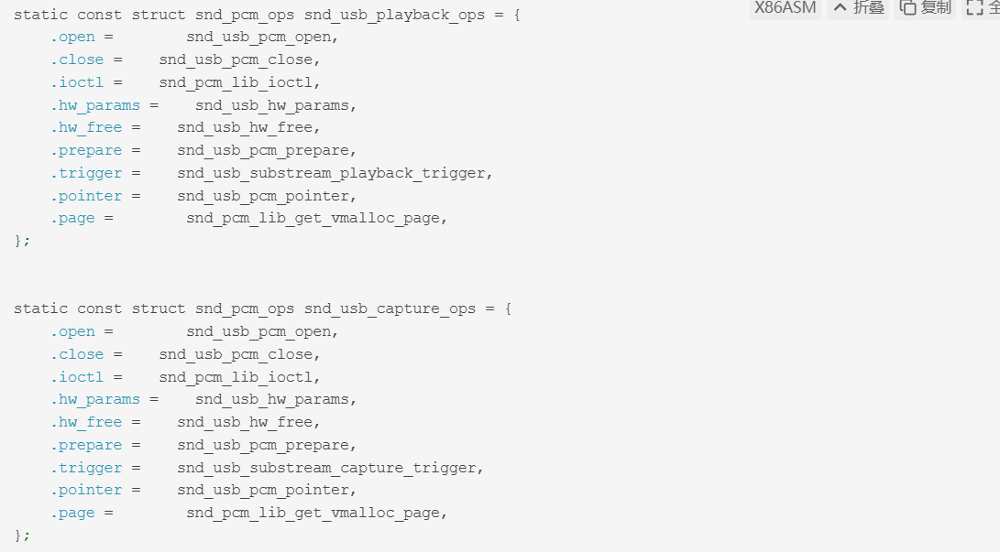 X86ASM 折叠 复制 全
static const struct snd_pcm_ops snd_usb_playback_ops = {
    .open =        snd_usb_pcm_open,
    .close =    snd_usb_pcm_close,
    .ioctl =    snd_pcm_lib_ioctl,
    .hw_params =    snd_usb_hw_params,
    .hw_free =    snd_usb_hw_free,
    .prepare =    snd_usb_pcm_prepare,
    .trigger =    snd_usb_substream_playback_trigger,
    .pointer =    snd_usb_pcm_pointer,
    .page =        snd_pcm_lib_get_vmalloc_page,
};
static const struct snd_pcm_ops snd_usb_capture_ops = {
    .open =        snd_usb_pcm_open,
    .close =    snd_usb_pcm_close,
    .ioctl =    snd_pcm_lib_ioctl,
    .hw_params =    snd_usb_hw_params,
    .hw_free =    snd_usb_hw_free,
    .prepare =    snd_usb_pcm_prepare,
    .trigger =    snd_usb_substream_capture_trigger,
    .pointer =    snd_usb_pcm_pointer,
    .page =        snd_pcm_lib_get_vmalloc_page,
};